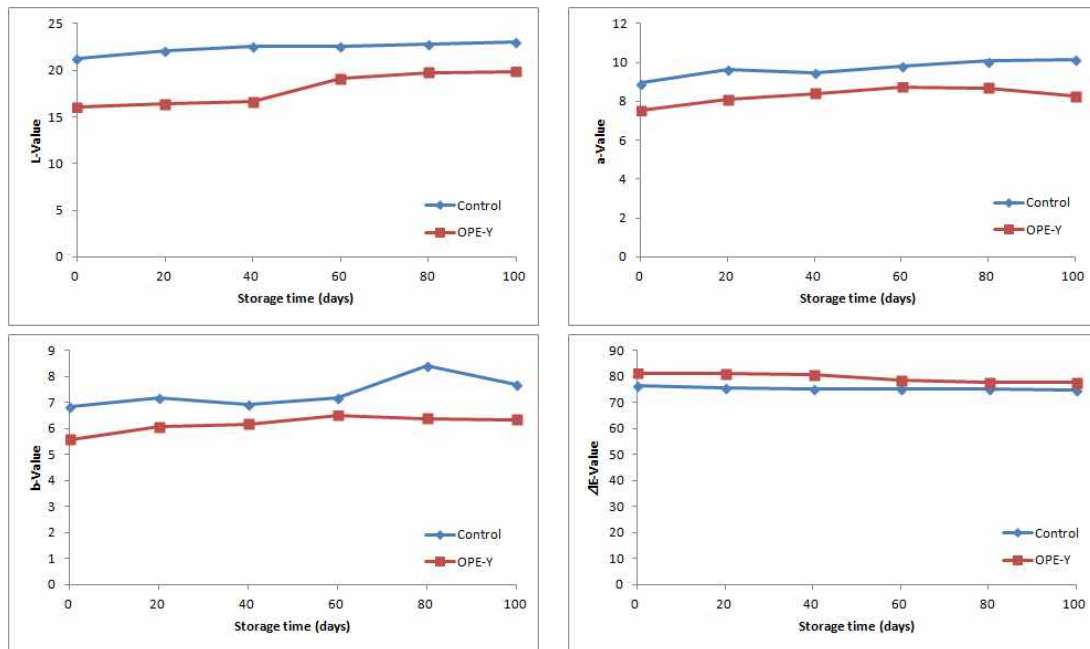 25
20
15
10
5
0
L-Value
0 20 40 60 80 100
Storage time (days)
Control
OPE-Y
12
10
8
6
4
2
0
a-Value
0 20 40 60 80 100
Storage time (days)
Control
OPE-Y
9
8
7
6
5
4
3
2
1
0
b-Value
0 20 40 60 80 100
Storage time (days)
Control
OPE-Y
90
80
70
60
50
40
30
20
10
0
ΔE-Value
0 20 40 60 80 100
Storage time (days)
Control
OPE-Y